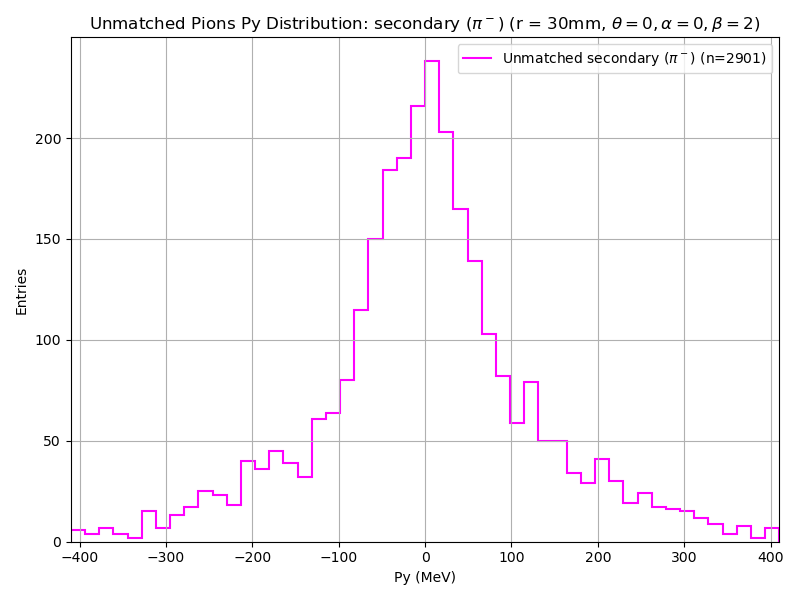 Unmatched Pions Py Distribution: secondary (π⁻) (r = 30mm, θ = 0, α = 0, β = 2)
Unmatched secondary (π⁻) (n=2901)
Entries
200
150
100
50
0
−400 −300 −200 −100 0 100 200 300 400
Py (MeV)